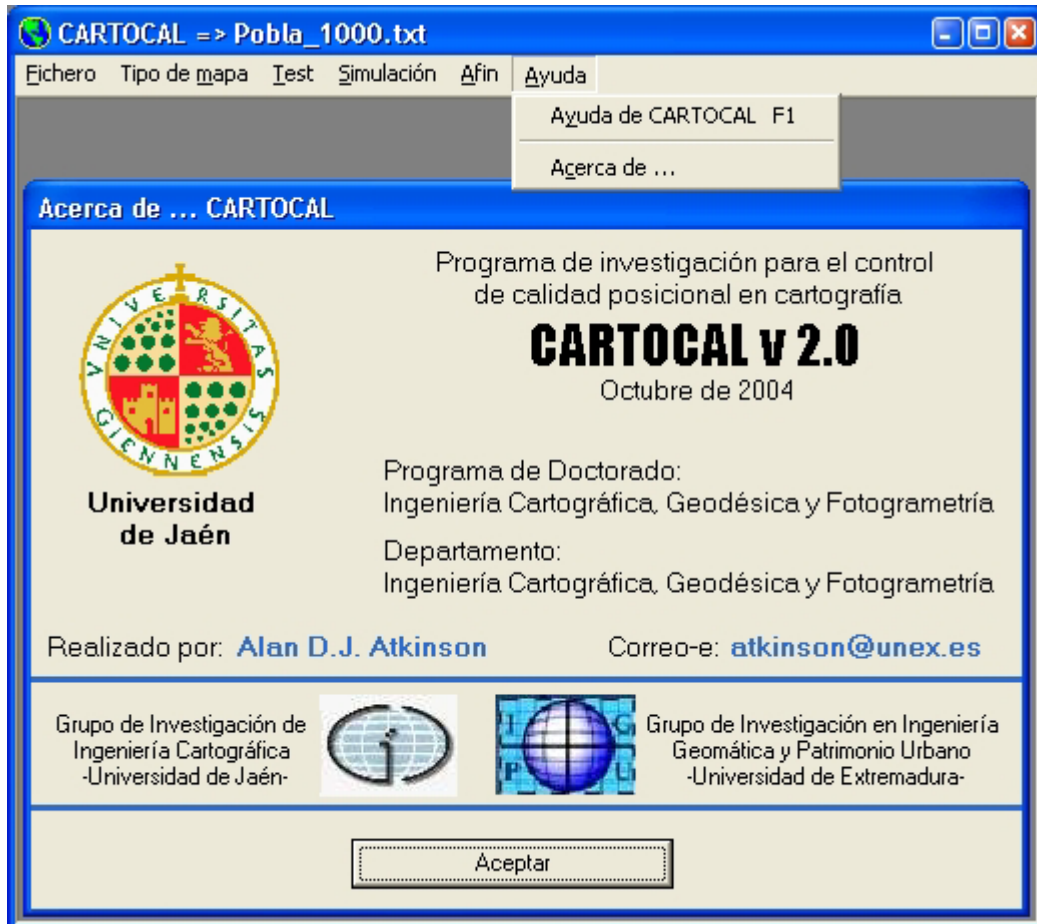 CARTOCAL => Pobla_1000.txt
Fichero Tipo de mapa Test Simulación Afin Ayuda
Ayuda de CARTOCAL F1
Acerca de ...
Acerca de ... CARTOCAL
VNIVERSITAS GIENNENSIS
Universidad
de Jaén
Programa de investigación para el control
de calidad posicional en cartografía
CARTOCAL v 2.0
Octubre de 2004
Programa de Doctorado:
Ingeniería Cartográfica, Geodésica y Fotogrametría
Departamento:
Ingeniería Cartográfica, Geodésica y Fotogrametría
Realizado por: Alan D.J. Atkinson Correo-e: atkinson@unex.es
Grupo de Investigación de
Ingeniería Cartográfica
-Universidad de Jaén-
I G
P U
Grupo de Investigación en Ingeniería
Geomática y Patrimonio Urbano
-Universidad de Extremadura-
Aceptar